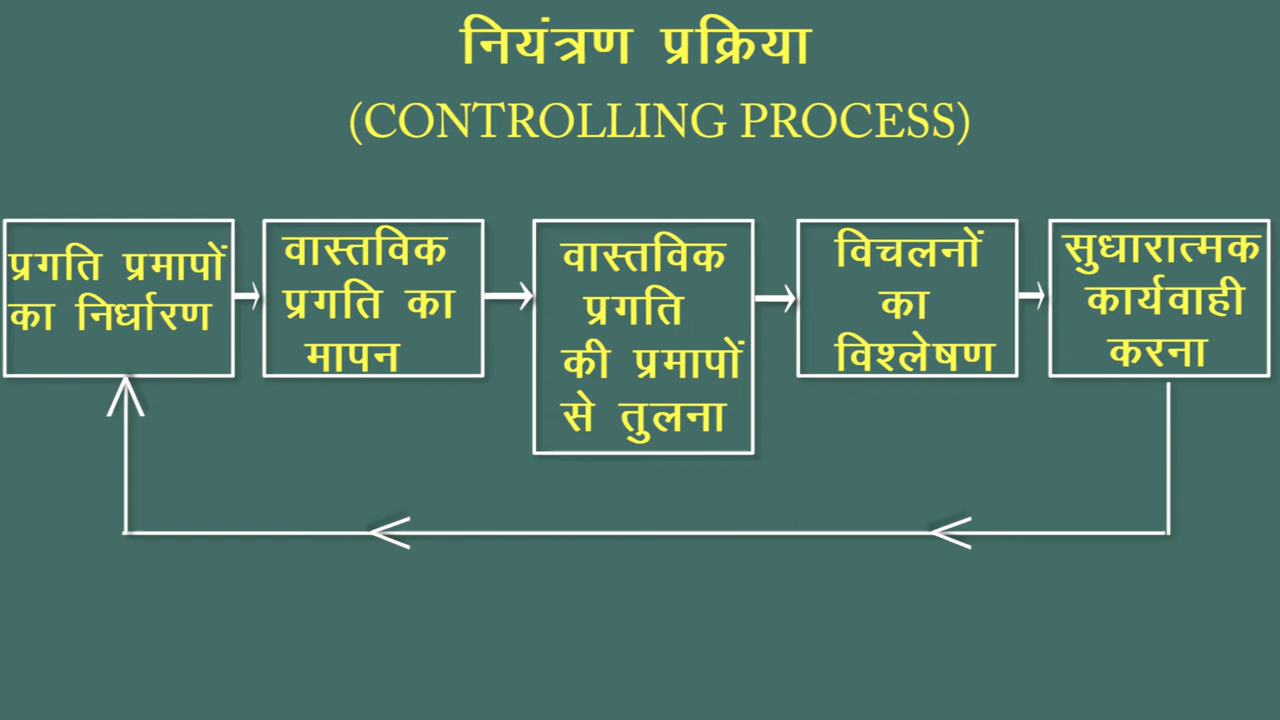 नियंत्रण प्रक्रिया
(CONTROLLING PROCESS)
प्रगति प्रमापों
का निर्धारण
वास्तविक
प्रगति का
मापन
वास्तविक
प्रगति
की प्रमापों
से तुलना
विचलनों
का
विश्लेषण
सुधारात्मक
कार्यवाही
करना